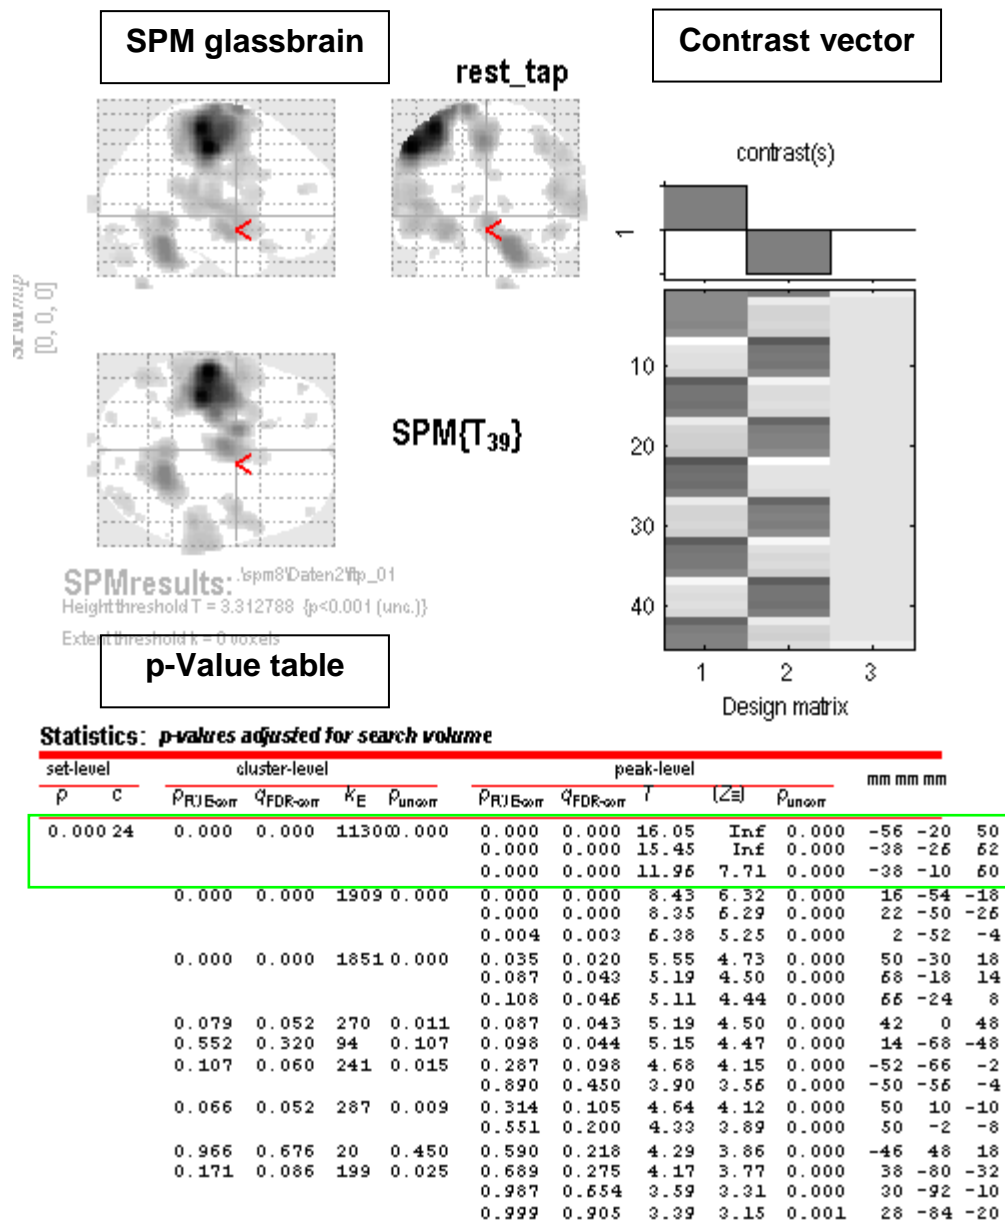 SPM glassbrain
Contrast vector
rest_tap
contrast(s)
1
SPMmip
[0, 0, 0]
<
<
<
SPM{T39}
10
20
30
40
1 2 3
Design matrix
SPMresults: .\spm8\Daten2\ftp_01
Height threshold T = 3.312788 {p<0.001 (unc.)}
Extent threshold k = 0 voxels
p-Value table
Statistics: p-values adjusted for search volume
set-level cluster-level peak-level mm mm mm
p c pFWE-corr qFDR-corr kE puncorr pFWE-corr qFDR-corr T (Z≡) puncorr
0.000 24 0.000 0.000 11300 0.000 0.000 0.000 16.05 Inf 0.000 -56 -20 50
0.000 0.000 15.45 Inf 0.000 -38 -26 62
0.000 0.000 11.96 7.71 0.000 -38 -10 60
0.000 0.000 1909 0.000 0.000 0.000 8.43 6.32 0.000 16 -54 -18
0.000 0.000 8.35 6.29 0.000 22 -50 -26
0.004 0.003 6.38 5.25 0.000 2 -52 -4
0.000 0.000 1851 0.000 0.035 0.020 5.55 4.73 0.000 50 -30 18
0.087 0.043 5.19 4.50 0.000 68 -18 14
0.108 0.046 5.11 4.44 0.000 66 -24 8
0.079 0.052 270 0.011 0.087 0.043 5.19 4.50 0.000 42 0 48
0.552 0.320 94 0.107 0.098 0.044 5.15 4.47 0.000 14 -68 -48
0.107 0.060 241 0.015 0.287 0.098 4.68 4.15 0.000 -52 -66 -2
0.890 0.450 3.90 3.56 0.000 -50 -56 -4
0.066 0.052 287 0.009 0.314 0.105 4.64 4.12 0.000 50 10 -10
0.551 0.200 4.33 3.89 0.000 50 -2 -8
0.966 0.676 20 0.450 0.590 0.218 4.29 3.86 0.000 -46 48 18
0.171 0.086 199 0.025 0.689 0.275 4.17 3.77 0.000 38 -80 -32
0.987 0.654 3.59 3.31 0.000 30 -92 -10
0.999 0.905 3.39 3.15 0.001 28 -84 -20